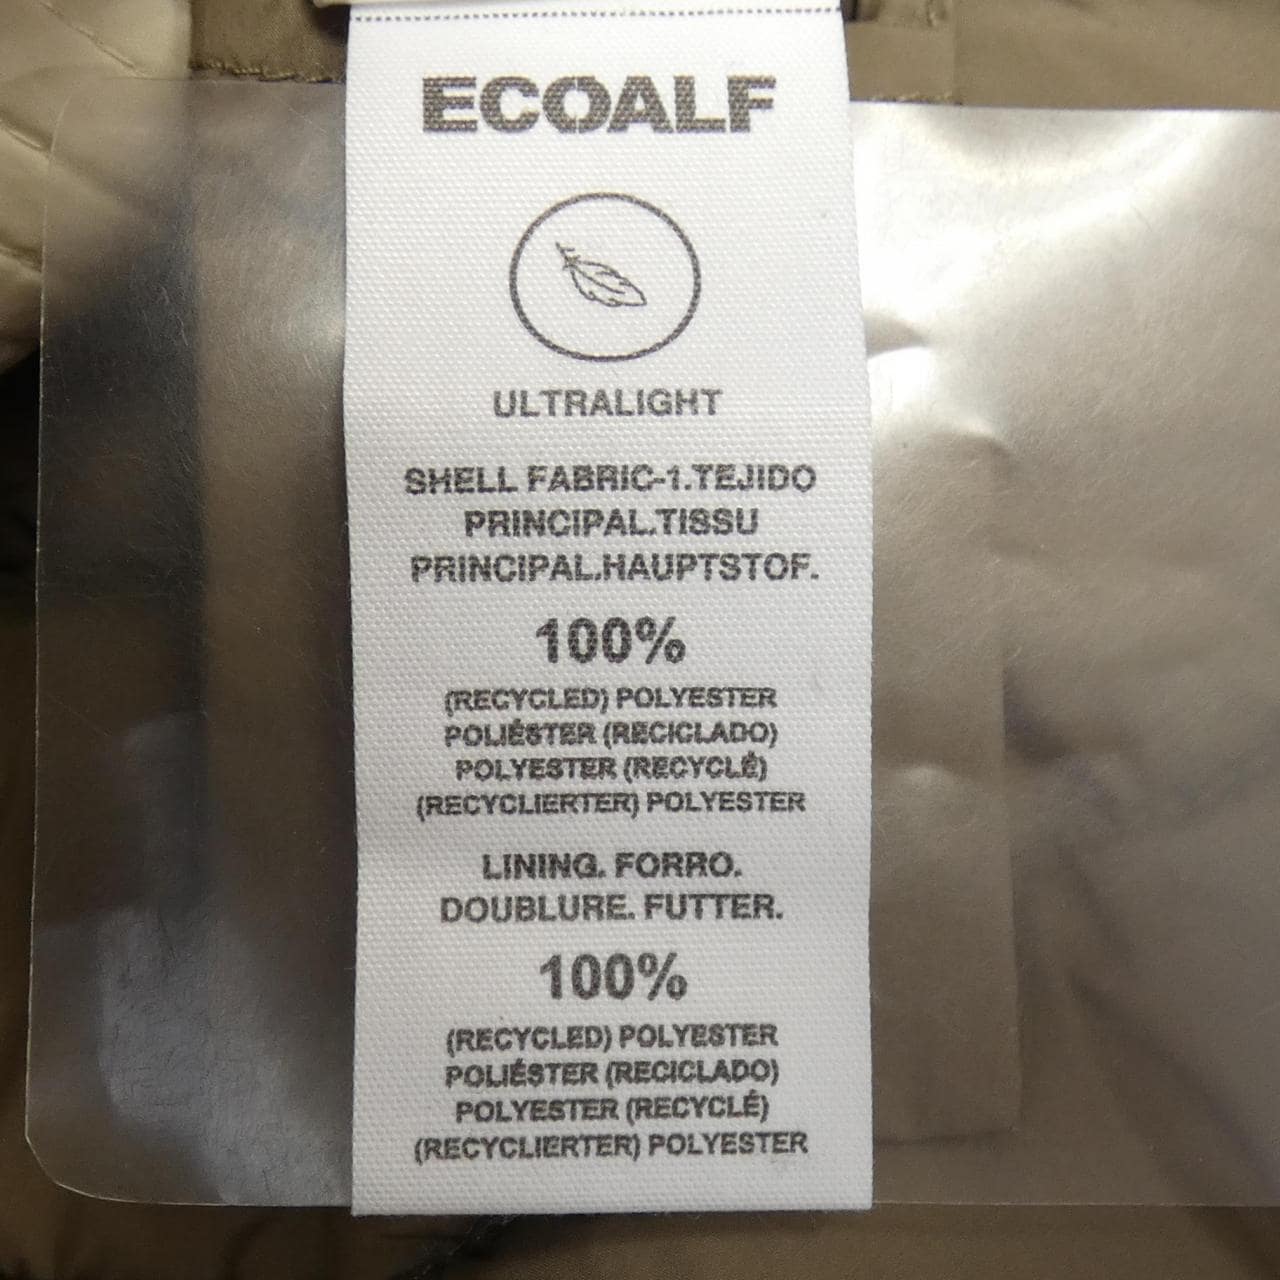 ECOALF
ULTRALIGHT
SHELL FABRIC-1.TEJIDO
PRINCIPAL.TISSU
PRINCIPAL.HAUPTSTOF.
100%
(RECYCLED) POLYESTER
POLIÉSTER (RECICLADO)
POLYESTER (RECYCLÉ)
(RECYCLIERTER) POLYESTER
LINING. FORRO.
DOUBLURE. FUTTER.
100%
(RECYCLED) POLYESTER
POLIÉSTER (RECICLADO)
POLYESTER (RECYCLÉ)
(RECYCLIERTER) POLYESTER